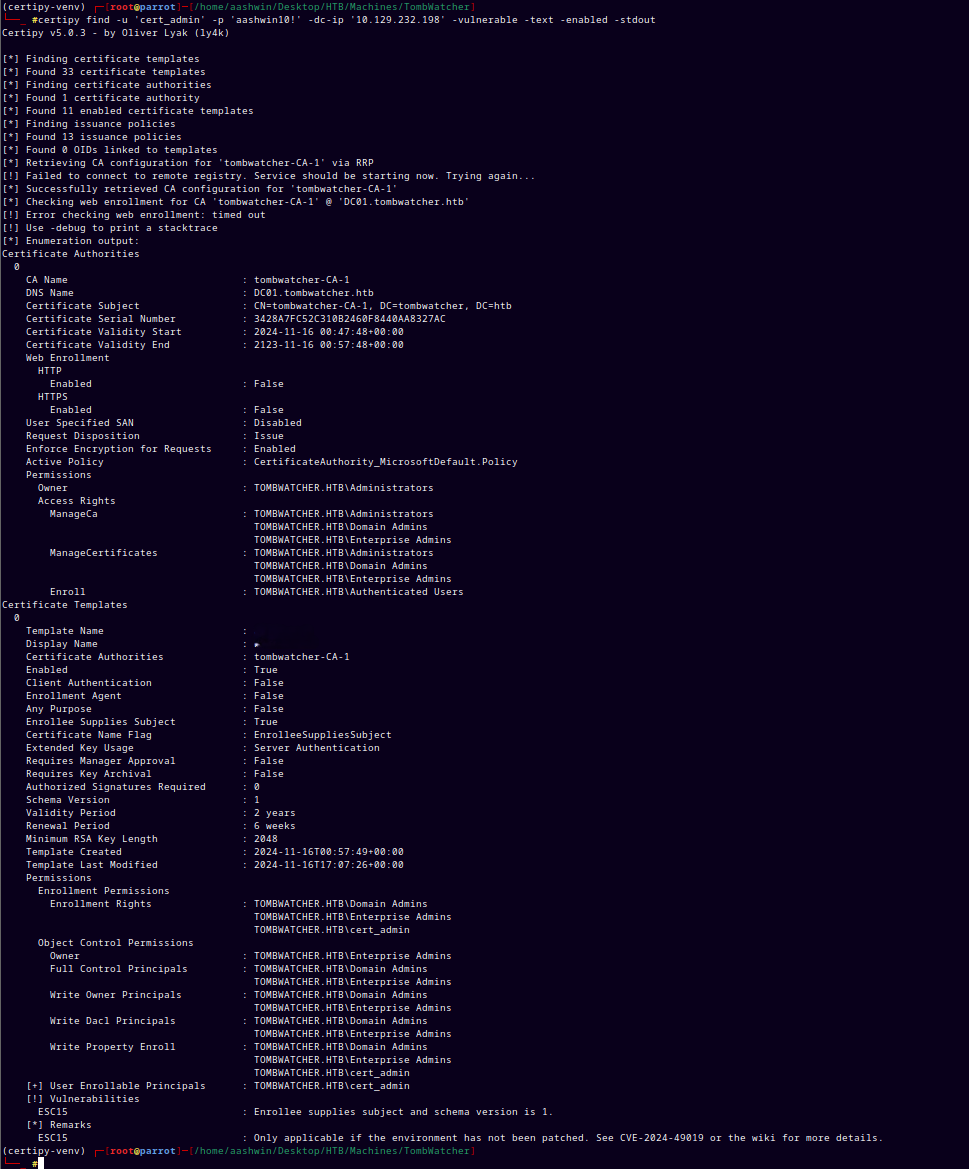 (certipy-venv) ┌─[root@parrot]─[/home/aashwin/Desktop/HTB/Machines/TombWatcher]
└──╼ #certipy find -u 'cert_admin' -p 'aashwin10!' -dc-ip '10.129.232.198' -vulnerable -text -enabled -stdout
Certipy v5.0.3 - by Oliver Lyak (ly4k)
[*] Finding certificate templates
[*] Found 33 certificate templates
[*] Finding certificate authorities
[*] Found 1 certificate authority
[*] Found 11 enabled certificate templates
[*] Finding issuance policies
[*] Found 13 issuance policies
[*] Found 0 OIDs linked to templates
[*] Retrieving CA configuration for 'tombwatcher-CA-1' via RRP
[!] Failed to connect to remote registry. Service should be starting now. Trying again...
[*] Successfully retrieved CA configuration for 'tombwatcher-CA-1'
[*] Checking web enrollment for CA 'tombwatcher-CA-1' @ 'DC01.tombwatcher.htb'
[!] Error checking web enrollment: timed out
[!] Use -debug to print a stacktrace
[*] Enumeration output:
Certificate Authorities
0
CA Name : tombwatcher-CA-1
DNS Name : DC01.tombwatcher.htb
Certificate Subject : CN=tombwatcher-CA-1, DC=tombwatcher, DC=htb
Certificate Serial Number : 3428A7FC52C310B2460F8440AA8327AC
Certificate Validity Start : 2024-11-16 00:47:48+00:00
Certificate Validity End : 2123-11-16 00:57:48+00:00
Web Enrollment
HTTP
Enabled : False
HTTPS
Enabled : False
User Specified SAN : Disabled
Request Disposition : Issue
Enforce Encryption for Requests : Enabled
Active Policy : CertificateAuthority_MicrosoftDefault.Policy
Permissions
Owner : TOMBWATCHER.HTB\Administrators
Access Rights
ManageCa : TOMBWATCHER.HTB\Administrators
TOMBWATCHER.HTB\Domain Admins
TOMBWATCHER.HTB\Enterprise Admins
ManageCertificates : TOMBWATCHER.HTB\Administrators
TOMBWATCHER.HTB\Domain Admins
TOMBWATCHER.HTB\Enterprise Admins
Enroll : TOMBWATCHER.HTB\Authenticated Users
Certificate Templates
0
Template Name :
Display Name :
Certificate Authorities : tombwatcher-CA-1
Enabled : True
Client Authentication : False
Enrollment Agent : False
Any Purpose : False
Enrollee Supplies Subject : True
Certificate Name Flag : EnrolleeSuppliesSubject
Extended Key Usage : Server Authentication
Requires Manager Approval : False
Requires Key Archival : False
Authorized Signatures Required : 0
Schema Version : 1
Validity Period : 2 years
Renewal Period : 6 weeks
Minimum RSA Key Length : 2048
Template Created : 2024-11-16T00:57:49+00:00
Template Last Modified : 2024-11-16T17:07:26+00:00
Permissions
Enrollment Permissions
Enrollment Rights : TOMBWATCHER.HTB\Domain Admins
TOMBWATCHER.HTB\Enterprise Admins
TOMBWATCHER.HTB\cert_admin
Object Control Permissions
Owner : TOMBWATCHER.HTB\Enterprise Admins
Full Control Principals : TOMBWATCHER.HTB\Domain Admins
TOMBWATCHER.HTB\Enterprise Admins
Write Owner Principals : TOMBWATCHER.HTB\Domain Admins
TOMBWATCHER.HTB\Enterprise Admins
Write Dacl Principals : TOMBWATCHER.HTB\Domain Admins
TOMBWATCHER.HTB\Enterprise Admins
Write Property Enroll : TOMBWATCHER.HTB\Domain Admins
TOMBWATCHER.HTB\Enterprise Admins
TOMBWATCHER.HTB\cert_admin
[+] User Enrollable Principals : TOMBWATCHER.HTB\cert_admin
[!] Vulnerabilities
ESC15 : Enrollee supplies subject and schema version is 1.
[*] Remarks
ESC15 : Only applicable if the environment has not been patched. See CVE-2024-49019 or the wiki for more details.
(certipy-venv) ┌─[root@parrot]─[/home/aashwin/Desktop/HTB/Machines/TombWatcher]
└──╼ #